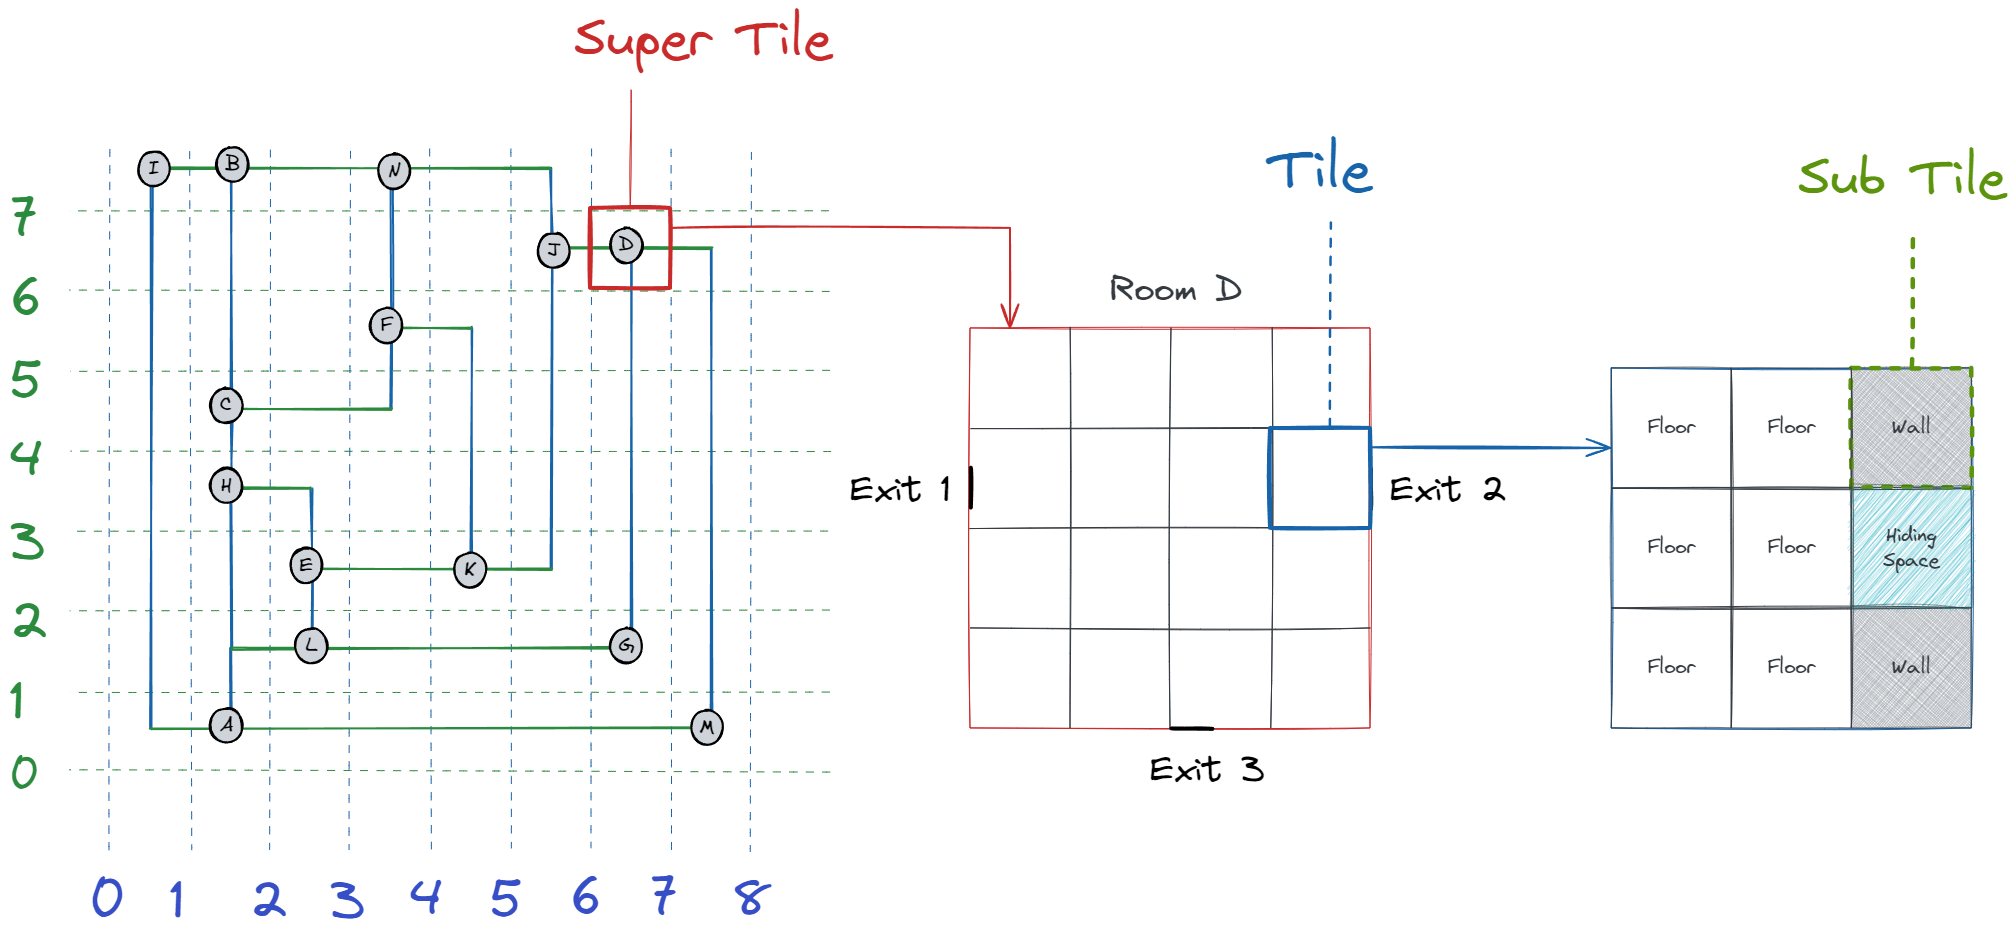 Super Tile
Tile
Sub Tile
I
B
N
7
J
D
6
Room D
F
5
C
Floor
Floor
Wall
4
H
Exit 1
Exit 2
3
E
K
Floor
Floor
Hiding
Space
2
L
G
Floor
Floor
Wall
1
A
M
0
Exit 3
0 1 2 3 4 5 6 7 8